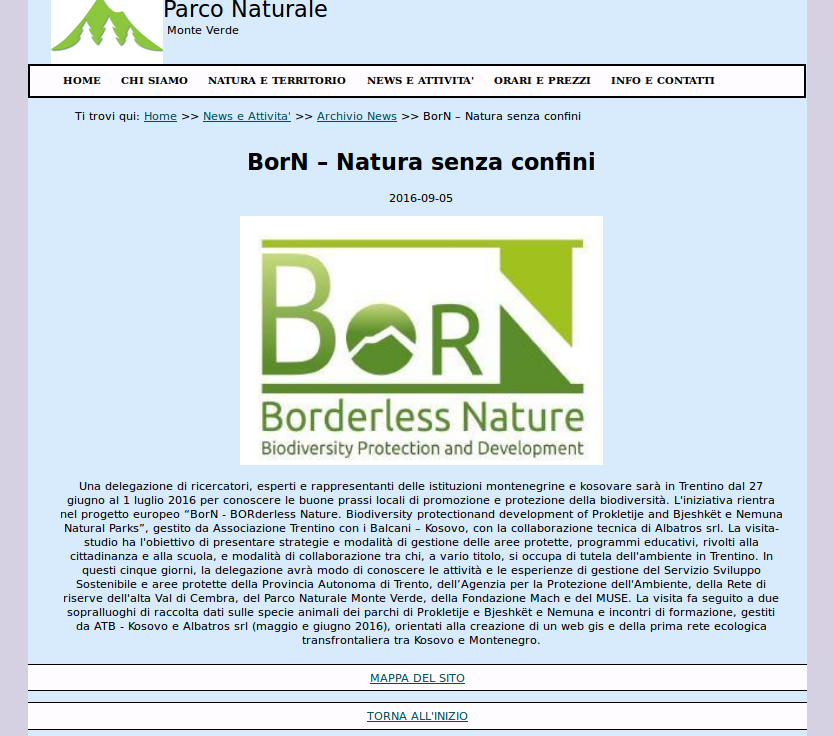 Parco Naturale
Monte Verde
HOME CHI SIAMO NATURA E TERRITORIO NEWS E ATTIVITA' ORARI E PREZZI INFO E CONTATTI
Ti trovi qui: Home >> News e Attivita' >> Archivio News >> BorN – Natura senza confini
BorN – Natura senza confini
2016-09-05
BORN
Borderless Nature
Biodiversity Protection and Development
Una delegazione di ricercatori, esperti e rappresentanti delle istituzioni montenegrine e kosovare sarà in Trentino dal 27
giugno al 1 luglio 2016 per conoscere le buone prassi locali di promozione e protezione della biodiversità. L'iniziativa rientra
nel progetto europeo “BorN - BORderless Nature. Biodiversity protectionand development of Prokletije and Bjeshkët e Nemuna
Natural Parks”, gestito da Associazione Trentino con i Balcani – Kosovo, con la collaborazione tecnica di Albatros srl. La visita-
studio ha l'obiettivo di presentare strategie e modalità di gestione delle aree protette, programmi educativi, rivolti alla
cittadinanza e alla scuola, e modalità di collaborazione tra chi, a vario titolo, si occupa di tutela dell'ambiente in Trentino. In
questi cinque giorni, la delegazione avrà modo di conoscere le attività e le esperienze di gestione del Servizio Sviluppo
Sostenibile e aree protette della Provincia Autonoma di Trento, dell’Agenzia per la Protezione dell'Ambiente, della Rete di
riserve dell'alta Val di Cembra, del Parco Naturale Monte Verde, della Fondazione Mach e del MUSE. La visita fa seguito a due
sopralluoghi di raccolta dati sulle specie animali dei parchi di Prokletije e Bjeshkët e Nemuna e incontri di formazione, gestiti
da ATB - Kosovo e Albatros srl (maggio e giugno 2016), orientati alla creazione di un web gis e della prima rete ecologica
transfrontaliera tra Kosovo e Montenegro.
MAPPA DEL SITO
TORNA ALL'INIZIO